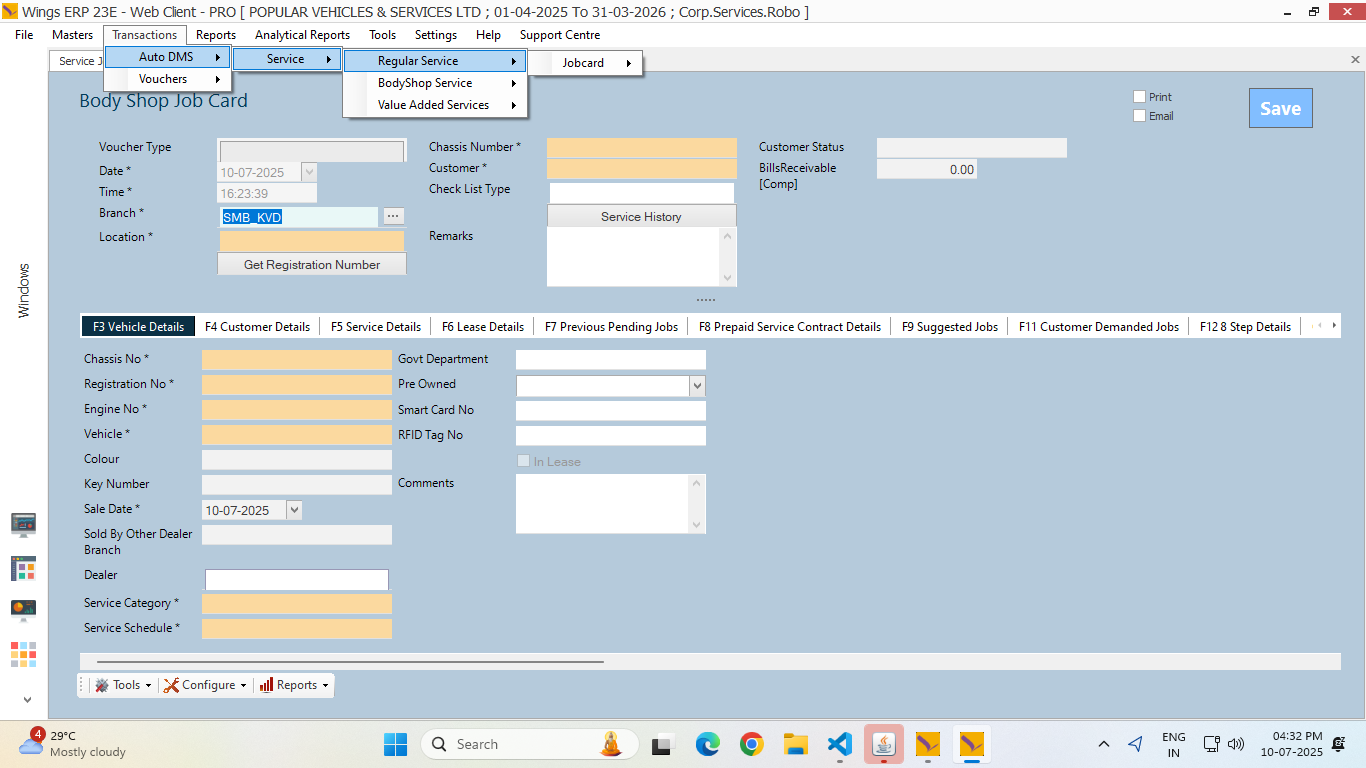 Wings ERP 23E - Web Client - PRO [ POPULAR VEHICLES & SERVICES LTD ; 01-04-2025 To 31-03-2026 ; Corp.Services.Robo ]
File Masters Transactions Reports Analytical Reports Tools Settings Help Support Centre
Service J
Auto DMS
Vouchers
Service
Regular Service
BodyShop Service
Value Added Services
Jobcard
Body Shop Job Card
Print
Email
Save
Voucher Type
Date *
10-07-2025
Time *
16:23:39
Branch *
SMB_KVD
...
Location *
Get Registration Number
Chassis Number *
Customer *
Check List Type
Service History
Remarks
Customer Status
BillsReceivable
[Comp]
0.00
Windows
F3 Vehicle Details F4 Customer Details F5 Service Details F6 Lease Details F7 Previous Pending Jobs F8 Prepaid Service Contract Details F9 Suggested Jobs F11 Customer Demanded Jobs F12 8 Step Details
Chassis No *
Registration No *
Engine No *
Vehicle *
Colour
Key Number
Sale Date *
10-07-2025
Sold By Other Dealer
Branch
Dealer
Service Category *
Service Schedule *
Govt Department
Pre Owned
Smart Card No
RFID Tag No
In Lease
Comments
Tools Configure Reports
4
29°C
Mostly cloudy
Search
ENG
IN
04:32 PM
10-07-2025